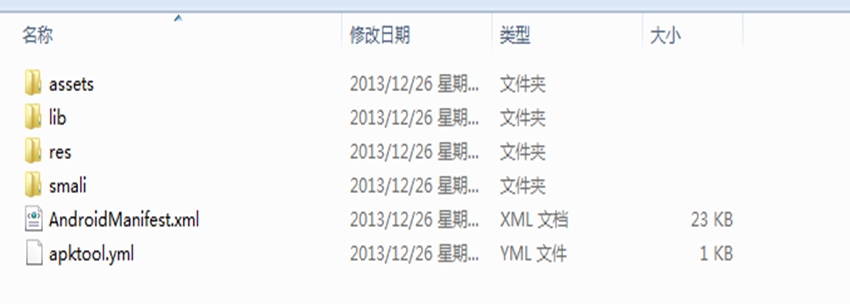 名称 修改日期 类型 大小
assets 2013/12/26 星期... 文件夹
lib 2013/12/26 星期... 文件夹
res 2013/12/26 星期... 文件夹
smali 2013/12/26 星期... 文件夹
AndroidManifest.xml 2013/12/26 星期... XML 文档 23 KB
apktool.yml 2013/12/26 星期... YML 文件 1 KB